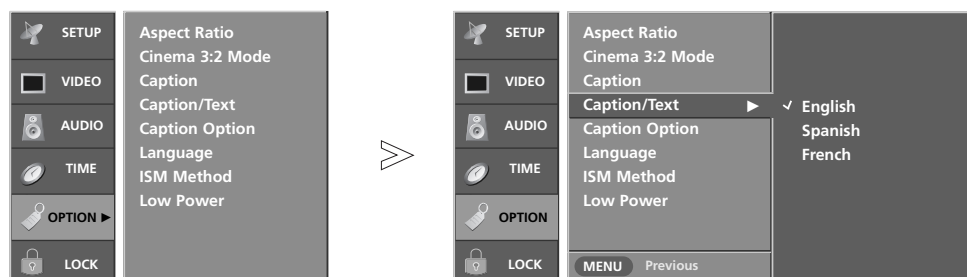 SETUP
VIDEO
AUDIO
TIME
OPTION ►
LOCK
Aspect Ratio
Cinema 3:2 Mode
Caption
Caption/Text
Caption Option
Language
ISM Method
Low Power
SETUP
VIDEO
AUDIO
TIME
OPTION
LOCK
Aspect Ratio
Cinema 3:2 Mode
Caption
Caption/Text ►
Caption Option
Language
ISM Method
Low Power
MENU Previous
✓ English
Spanish
French